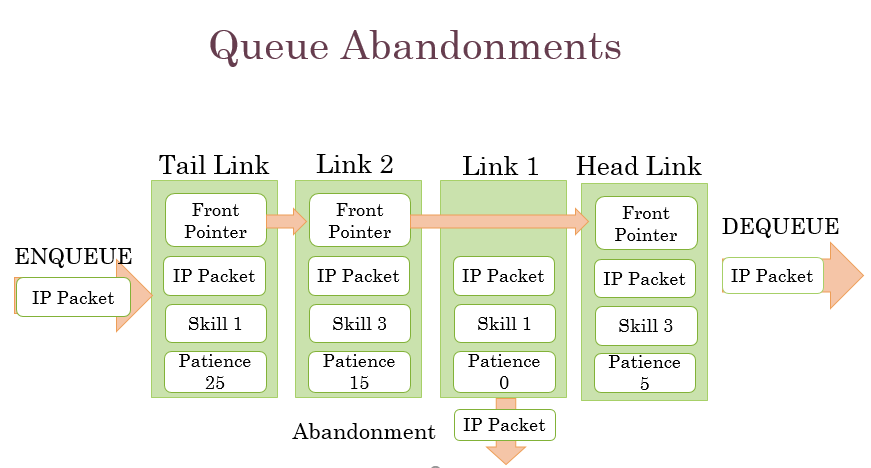 Queue Abandonments
Tail Link
Link 2
Link 1
Head Link
ENQUEUE
IP Packet
Front
Pointer
IP Packet
Skill 1
Patience
25
Front
Pointer
IP Packet
Skill 3
Patience
15
IP Packet
Skill 1
Patience
0
Front
Pointer
IP Packet
Skill 3
Patience
5
DEQUEUE
IP Packet
Abandonment
IP Packet